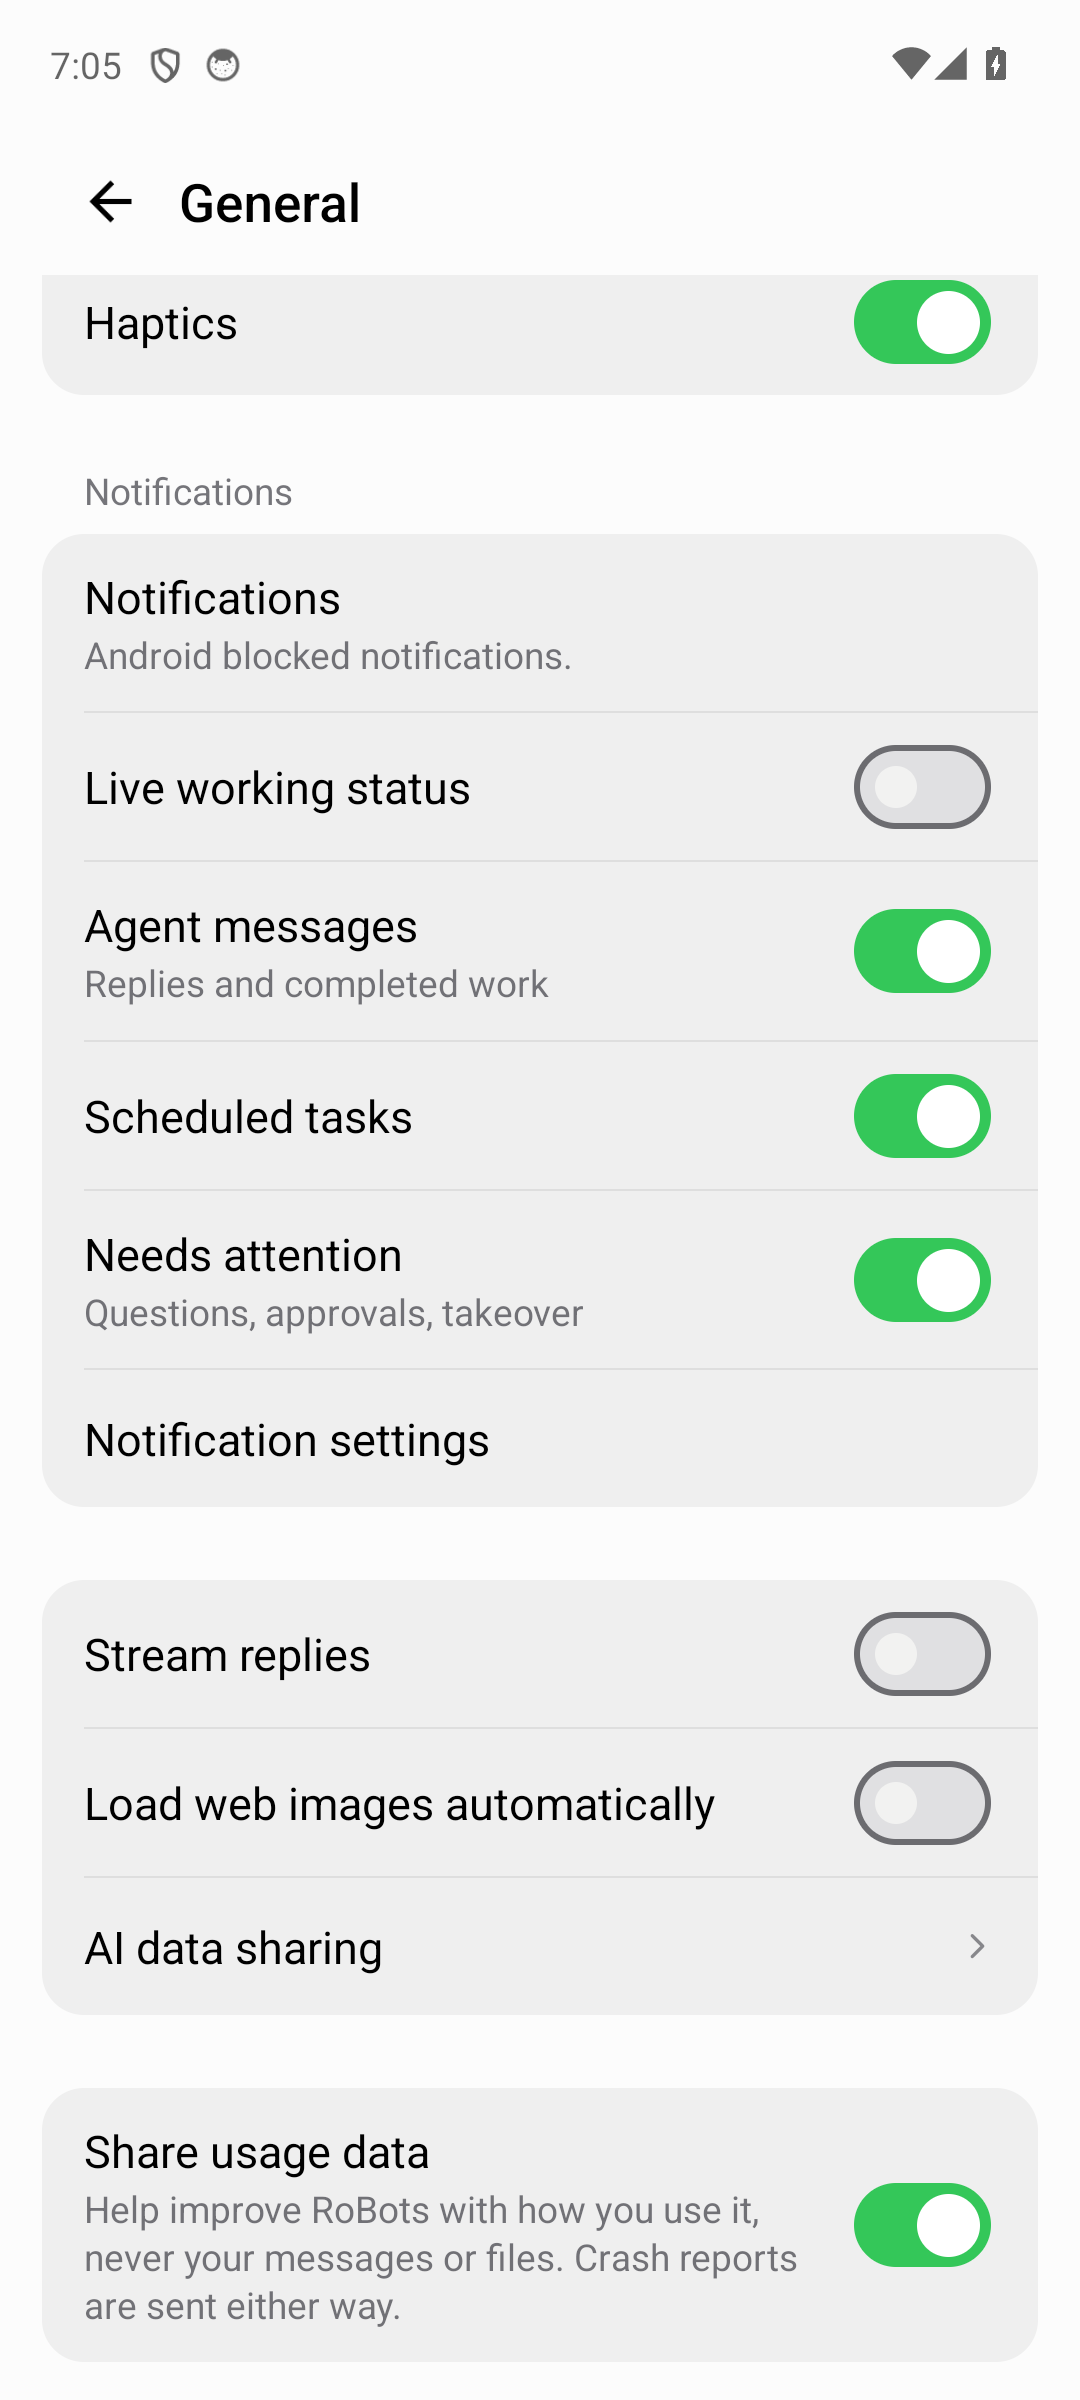 7:05
General
Haptics
Notifications
Notifications
Android blocked notifications.
Live working status
Agent messages
Replies and completed work
Scheduled tasks
Needs attention
Questions, approvals, takeover
Notification settings
Stream replies
Load web images automatically
AI data sharing
Share usage data
Help improve RoBots with how you use it,
never your messages or files. Crash reports
are sent either way.